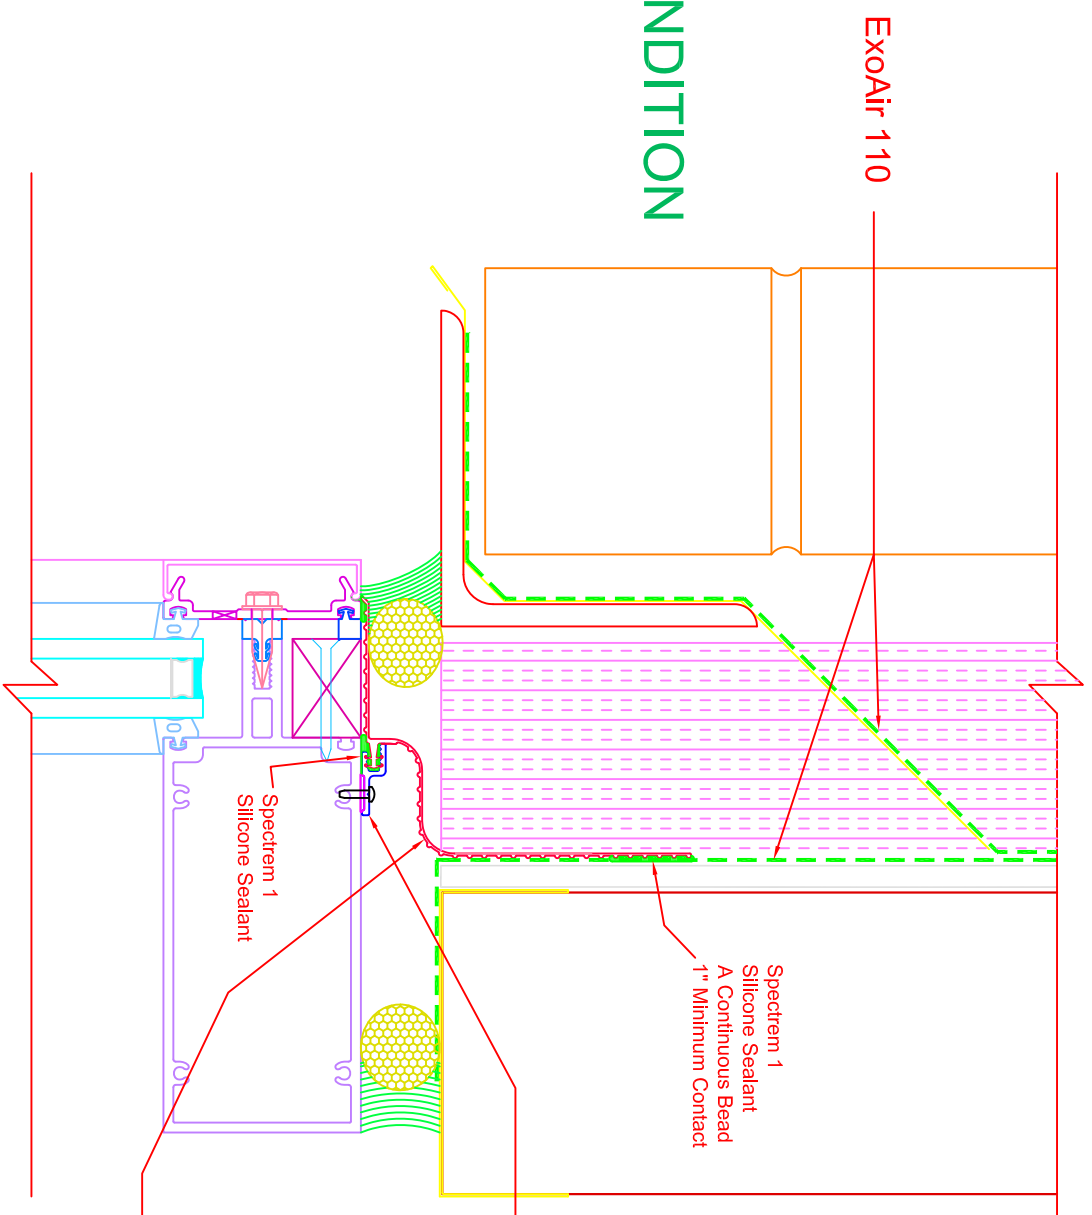 ExoAir 110
NDITION
Spectrem 1
Silicone Sealant
A Continuous Bead
1" Minimum Contact
Spectrem 1
Silicone Sealant